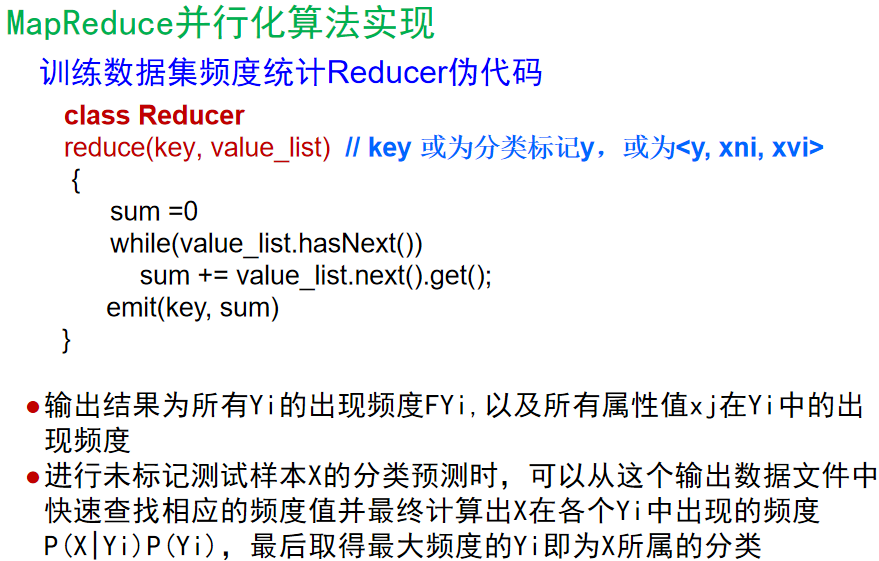 MapReduce并行化算法实现
训练数据集频度统计Reducer伪代码
class Reducer
reduce(key, value_list) // key 或为分类标记y，或为<y, xni, xvi>
{
sum =0
while(value_list.hasNext())
sum += value_list.next().get();
emit(key, sum)
}
●输出结果为所有Yi的出现频度FYi,以及所有属性值xj在Yi中的出
现频度
●进行未标记测试样本X的分类预测时，可以从这个输出数据文件中
快速查找相应的频度值并最终计算出X在各个Yi中出现的频度
P(X|Yi)P(Yi)，最后取得最大频度的Yi即为X所属的分类